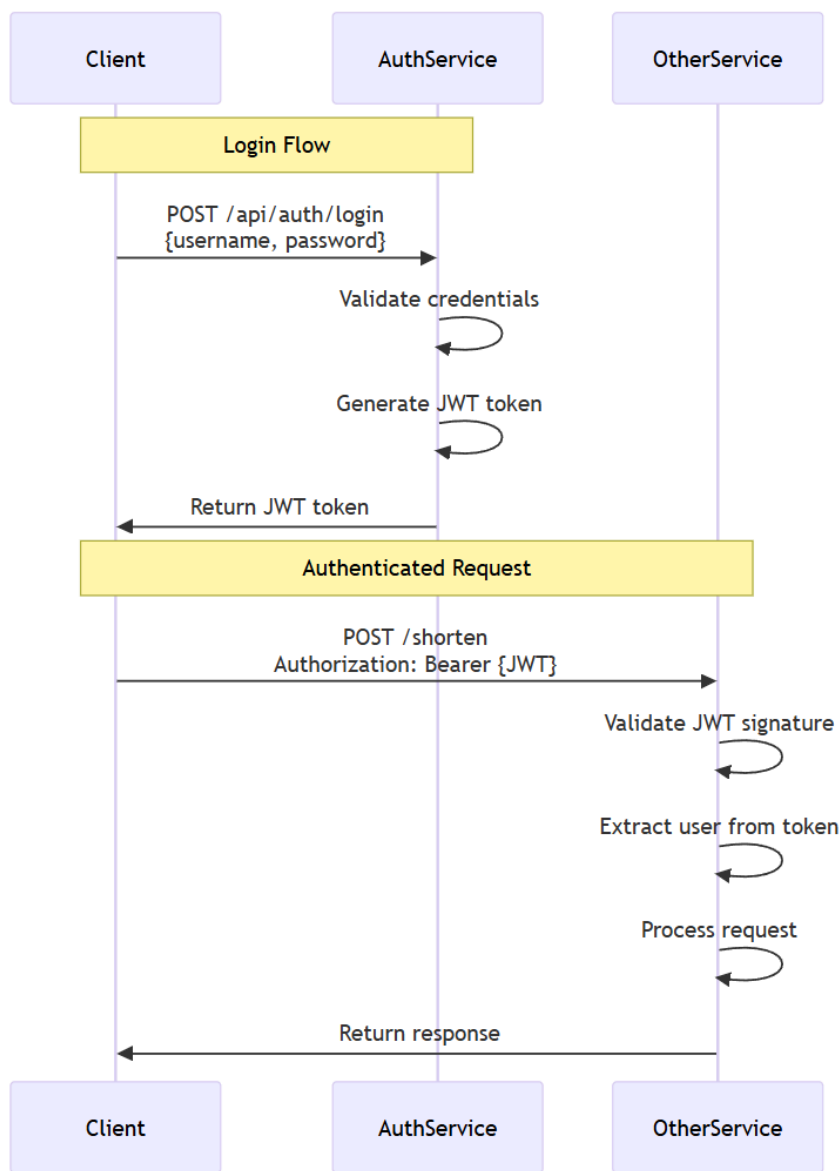 Client
AuthService
OtherService
Login Flow
POST /api/auth/login
{username, password}
Validate credentials
Generate JWT token
Return JWT token
Authenticated Request
POST /shorten
Authorization: Bearer {JWT}
Validate JWT signature
Extract user from token
Process request
Return response
Client
AuthService
OtherService